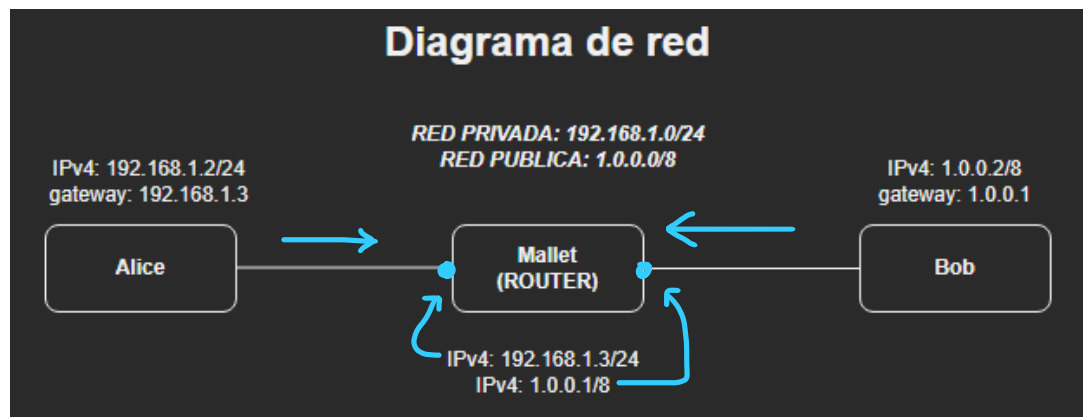 Diagrama de red
RED PRIVADA: 192.168.1.0/24
RED PUBLICA: 1.0.0.0/8
IPv4: 192.168.1.2/24
gateway: 192.168.1.3
Alice
Mallet
(ROUTER)
IPv4: 192.168.1.3/24
IPv4: 1.0.0.1/8
IPv4: 1.0.0.2/8
gateway: 1.0.0.1
Bob